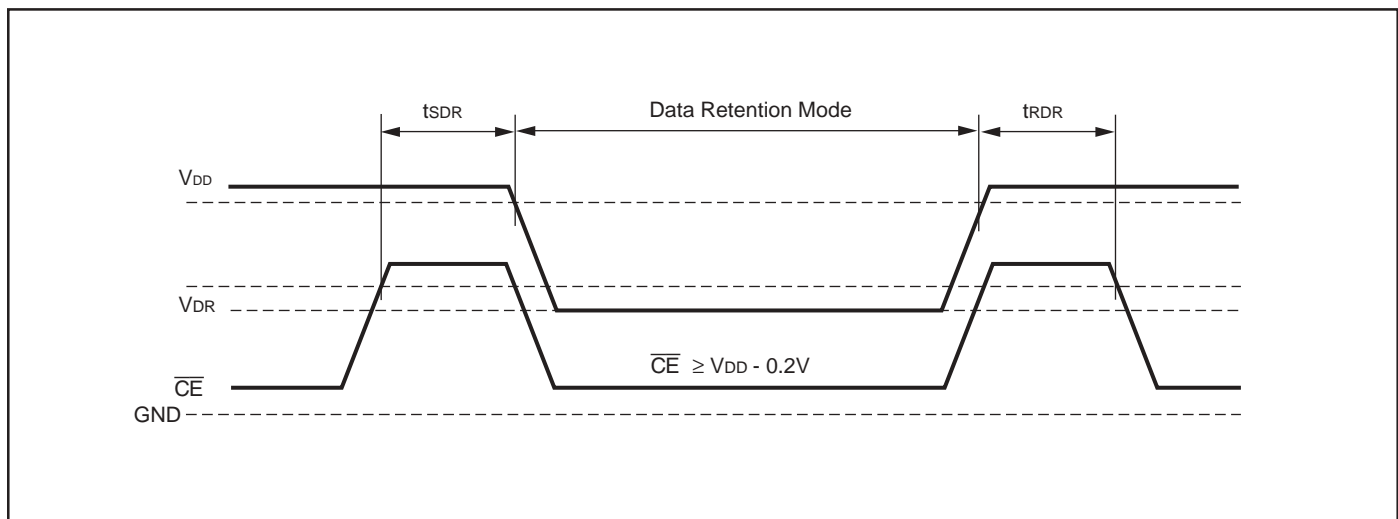 tSDR Data Retention Mode tRDR
VDD
VDR
CE ≥ VDD - 0.2V
CE
GND